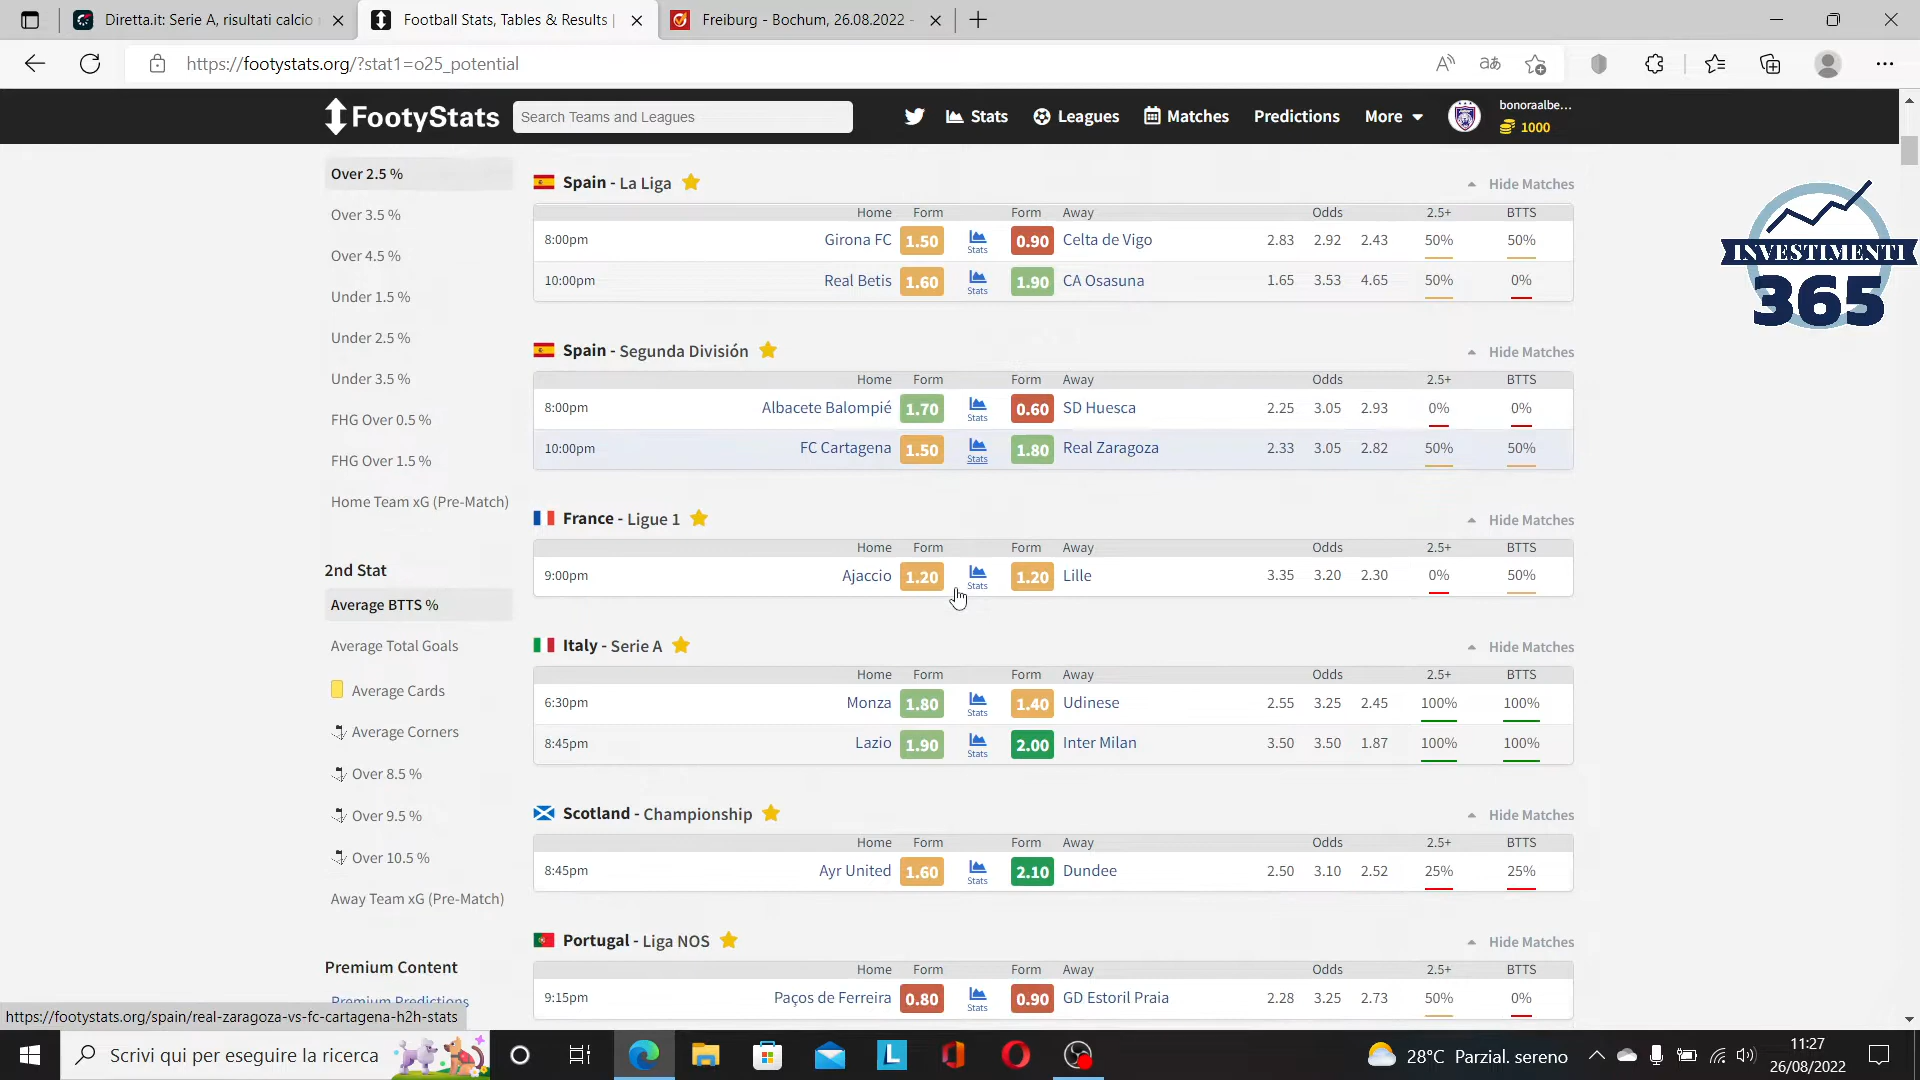 Diretta.it: Serie A, risultati calcio
Football Stats, Tables & Results |
Freiburg - Bochum, 26.08.2022 -
https://footystats.org/?stat1=o25_potential
FootyStats
Search Teams and Leagues
Stats
Leagues
Matches
Predictions
More
bonoraalbe...
1000
Over 2.5 %
Over 3.5 %
Over 4.5 %
Under 1.5 %
Under 2.5 %
Under 3.5 %
FHG Over 0.5 %
FHG Over 1.5 %
Home Team xG (Pre-Match)
2nd Stat
Average BTTS %
Average Total Goals
Average Cards
Average Corners
Over 8.5 %
Over 9.5 %
Over 10.5 %
Away Team xG (Pre-Match)
Premium Content
Premium Predictions
Spain - La Liga Hide Matches
Home Form Form Away Odds 2.5+ BTTS
8:00pm Girona FC 1.50 Stats 0.90 Celta de Vigo 2.83 2.92 2.43 50% 50%
10:00pm Real Betis 1.60 Stats 1.90 CA Osasuna 1.65 3.53 4.65 50% 0%
Spain - Segunda División Hide Matches
Home Form Form Away Odds 2.5+ BTTS
8:00pm Albacete Balompié 1.70 Stats 0.60 SD Huesca 2.25 3.05 2.93 0% 0%
10:00pm FC Cartagena 1.50 Stats 1.80 Real Zaragoza 2.33 3.05 2.82 50% 50%
France - Ligue 1 Hide Matches
Home Form Form Away Odds 2.5+ BTTS
9:00pm Ajaccio 1.20 Stats 1.20 Lille 3.35 3.20 2.30 0% 50%
Italy - Serie A Hide Matches
Home Form Form Away Odds 2.5+ BTTS
6:30pm Monza 1.80 Stats 1.40 Udinese 2.55 3.25 2.45 100% 100%
8:45pm Lazio 1.90 Stats 2.00 Inter Milan 3.50 3.50 1.87 100% 100%
Scotland - Championship Hide Matches
Home Form Form Away Odds 2.5+ BTTS
8:45pm Ayr United 1.60 Stats 2.10 Dundee 2.50 3.10 2.52 25% 25%
Portugal - Liga NOS Hide Matches
Home Form Form Away Odds 2.5+ BTTS
9:15pm Paços de Ferreira 0.80 Stats 0.90 GD Estoril Praia 2.28 3.25 2.73 50% 0%
INVESTIMENTI
365
https://footystats.org/spain/real-zaragoza-vs-fc-cartagena-h2h-stats
Scrivi qui per eseguire la ricerca
28°C Parzial. sereno
11:27
26/08/2022